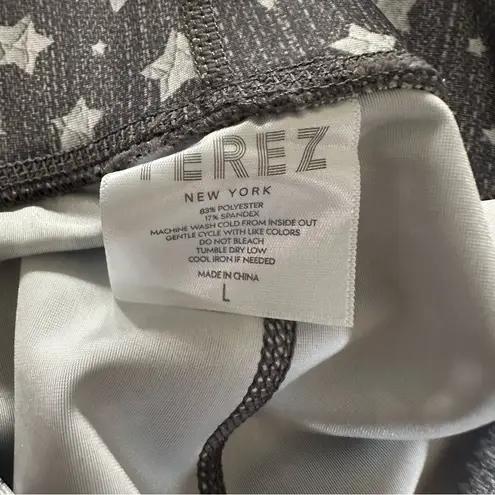 TEREZ
NEW YORK
83% POLYESTER
17% SPANDEX
MACHINE WASH COLD FROM INSIDE OUT
GENTLE CYCLE WITH LIKE COLORS
DO NOT BLEACH
TUMBLE DRY LOW
COOL IRON IF NEEDED
MADE IN CHINA
L